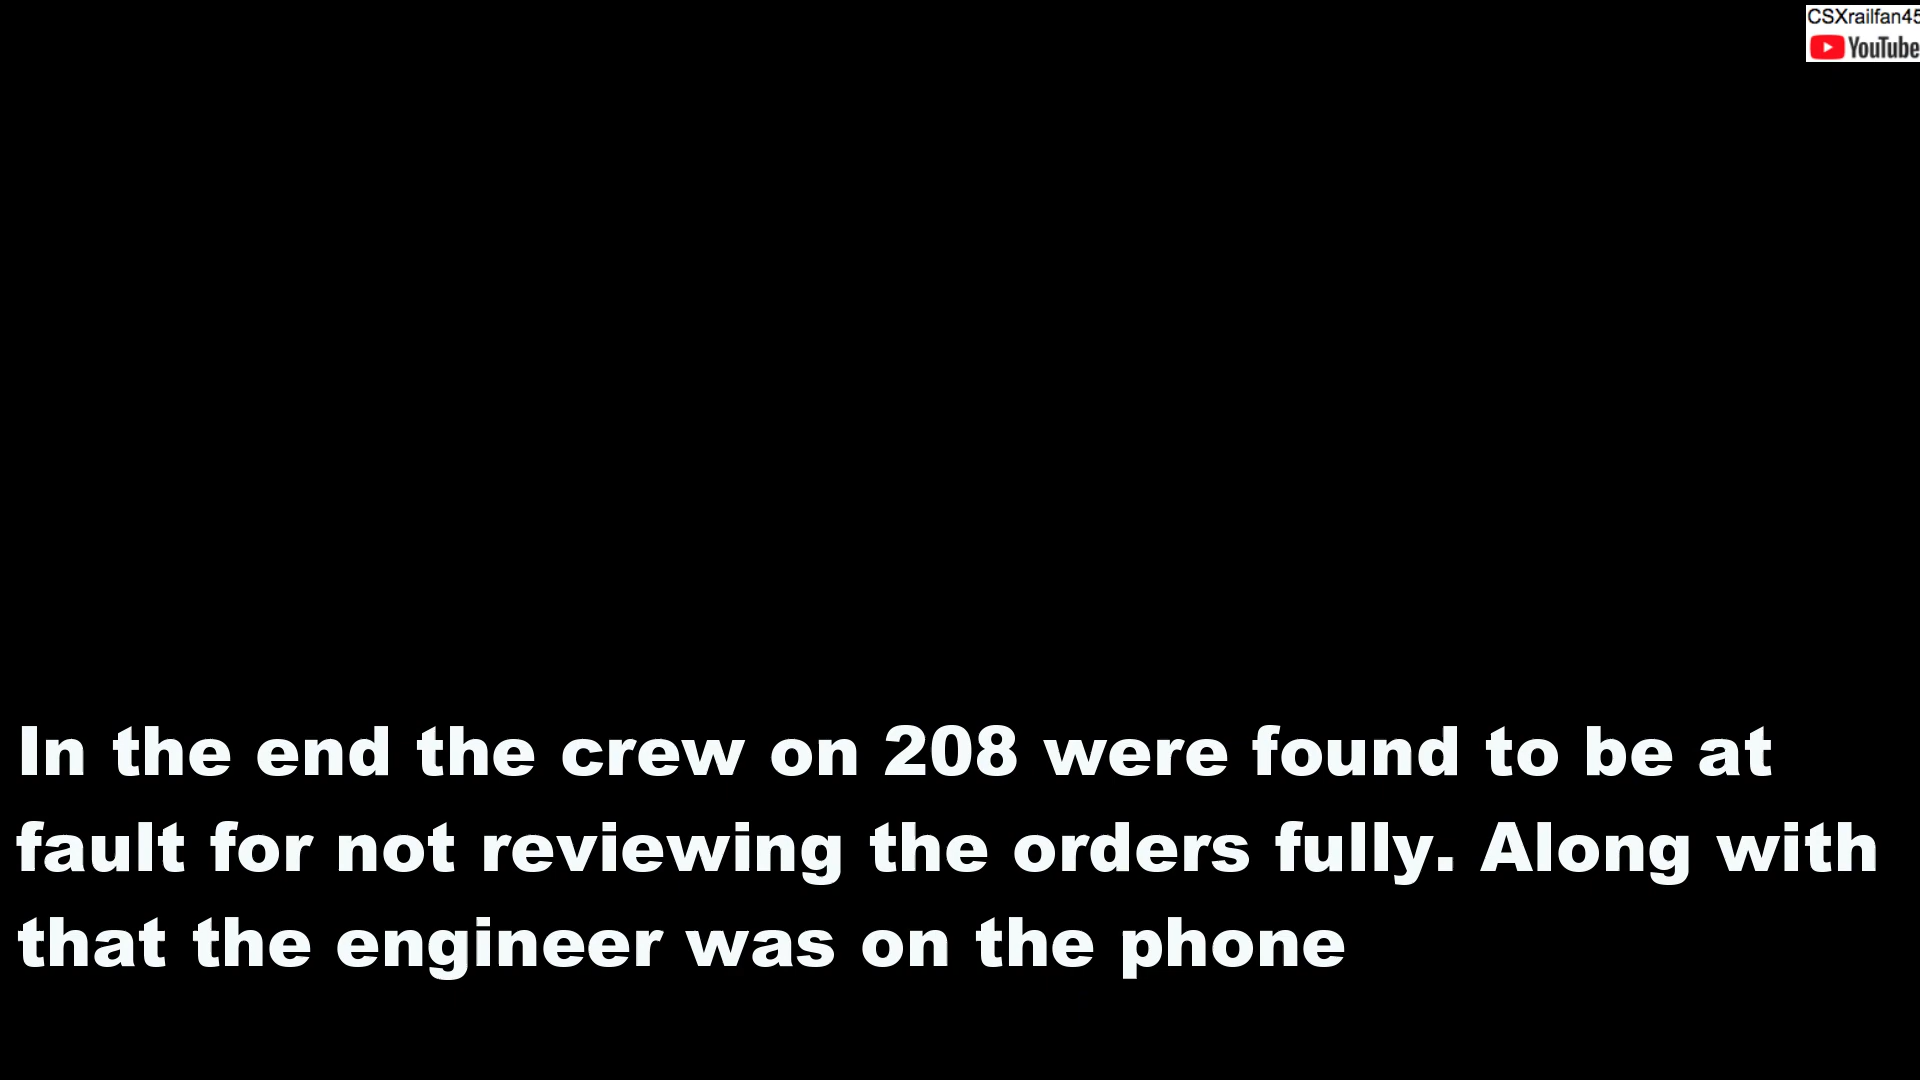 CSXrailfan45
YouTube
In the end the crew on 208 were found to be at
fault for not reviewing the orders fully. Along with
that the engineer was on the phone